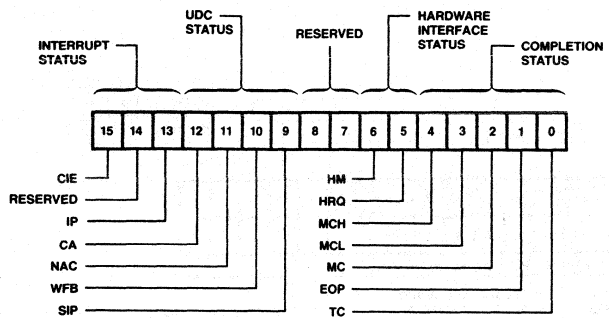 INTERRUPT
STATUS
UDC
STATUS
RESERVED
HARDWARE
INTERFACE
STATUS
COMPLETION
STATUS
15 14 13 12 11 10 9 8 7 6 5 4 3 2 1 0
CIE
RESERVED
IP
CA
NAC
WFB
SIP
HM
HRQ
MCH
MCL
MC
EOP
TC